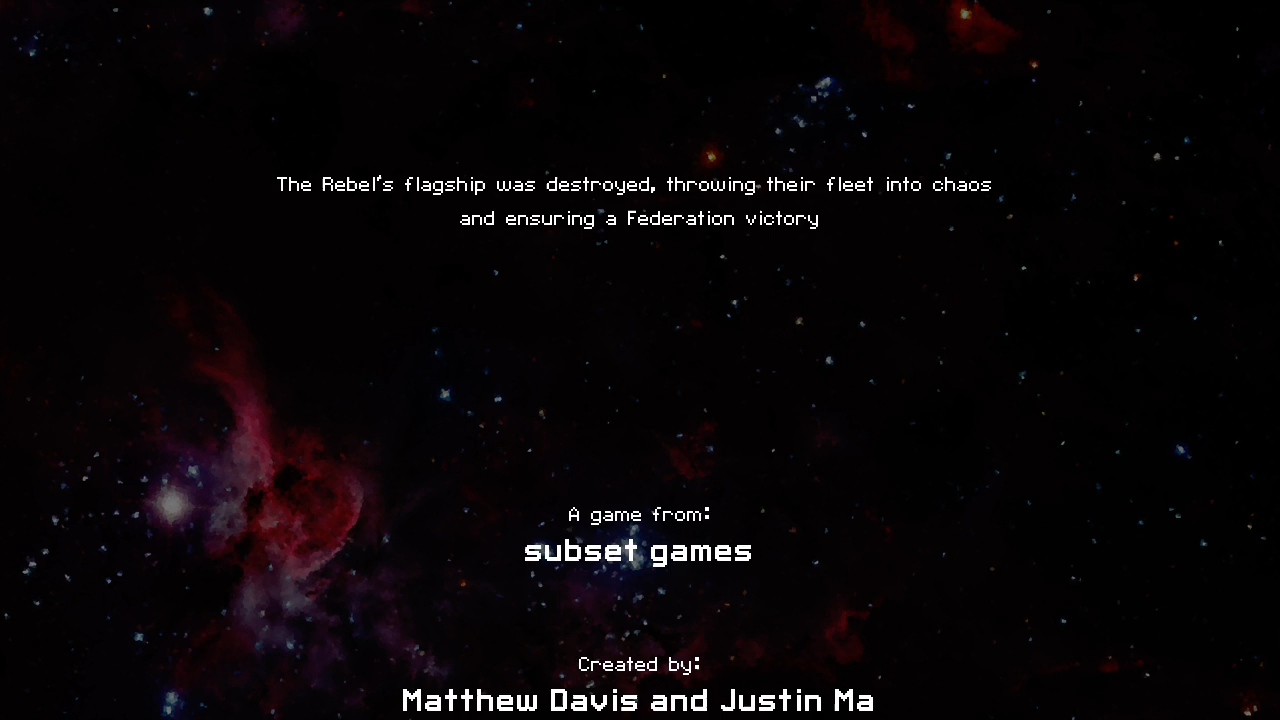 The Rebel's flagship was destroyed, throwing their fleet into chaos
and ensuring a Federation victory
A game from:
subset games
Created by:
Matthew Davis and Justin Ma